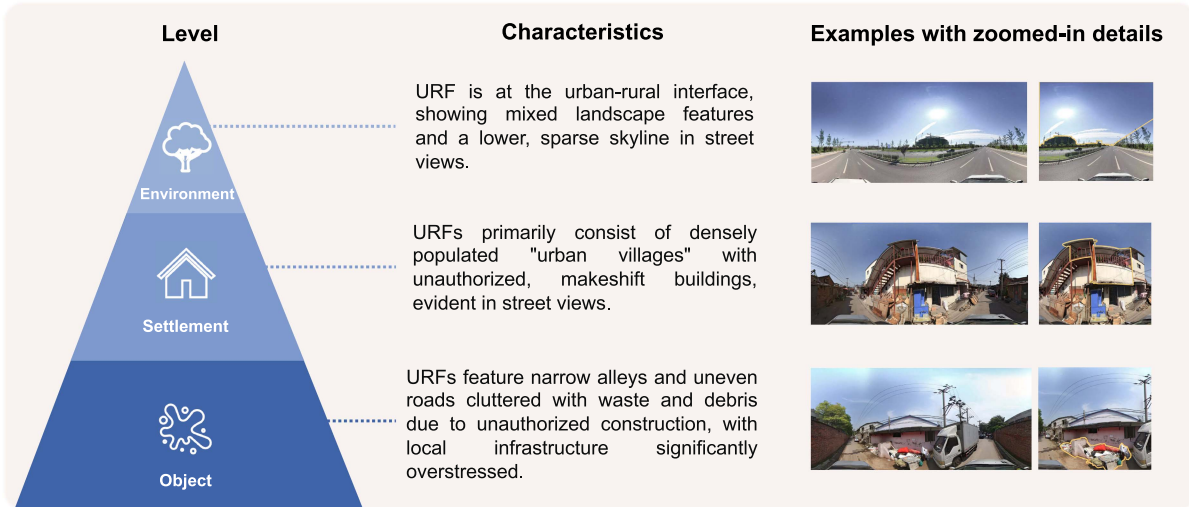 Level
Characteristics
Examples with zoomed-in details
URF is at the urban-rural interface,
showing mixed landscape features
and a lower, sparse skyline in street
views.
Environment
URFs primarily consist of densely
populated "urban villages" with
unauthorized, makeshift buildings,
evident in street views.
Settlement
URFs feature narrow alleys and uneven
roads cluttered with waste and debris
due to unauthorized construction, with
local infrastructure significantly
overstressed.
Object